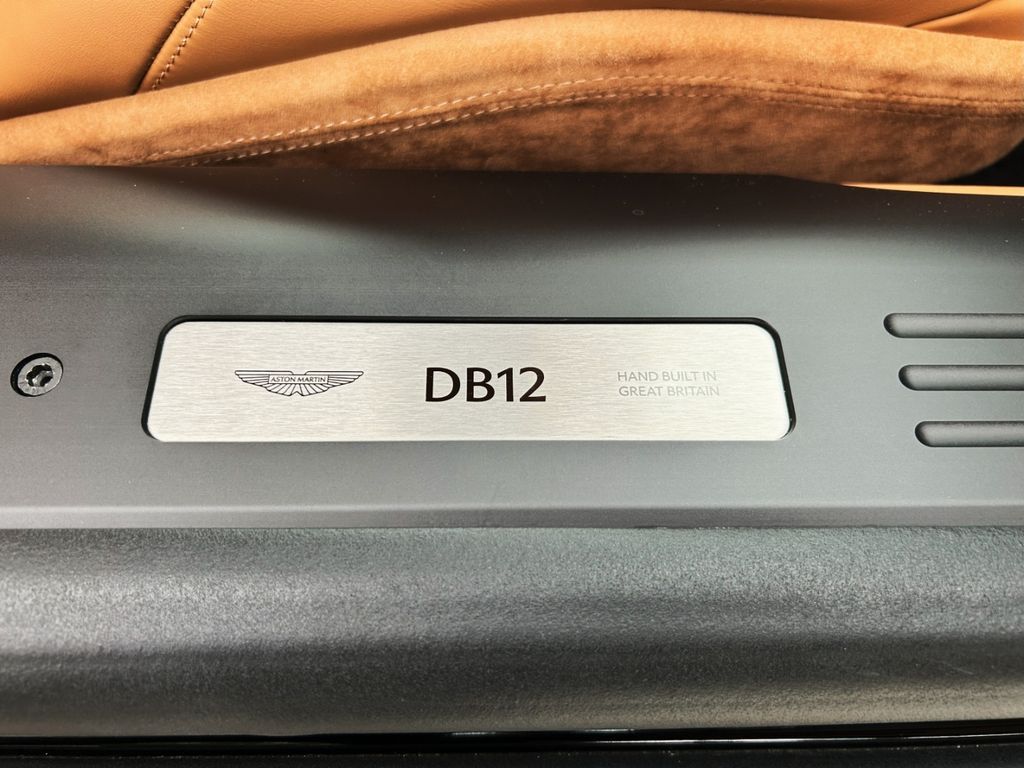 ASTON MARTIN
DB12
HAND BUILT IN
GREAT BRITAIN